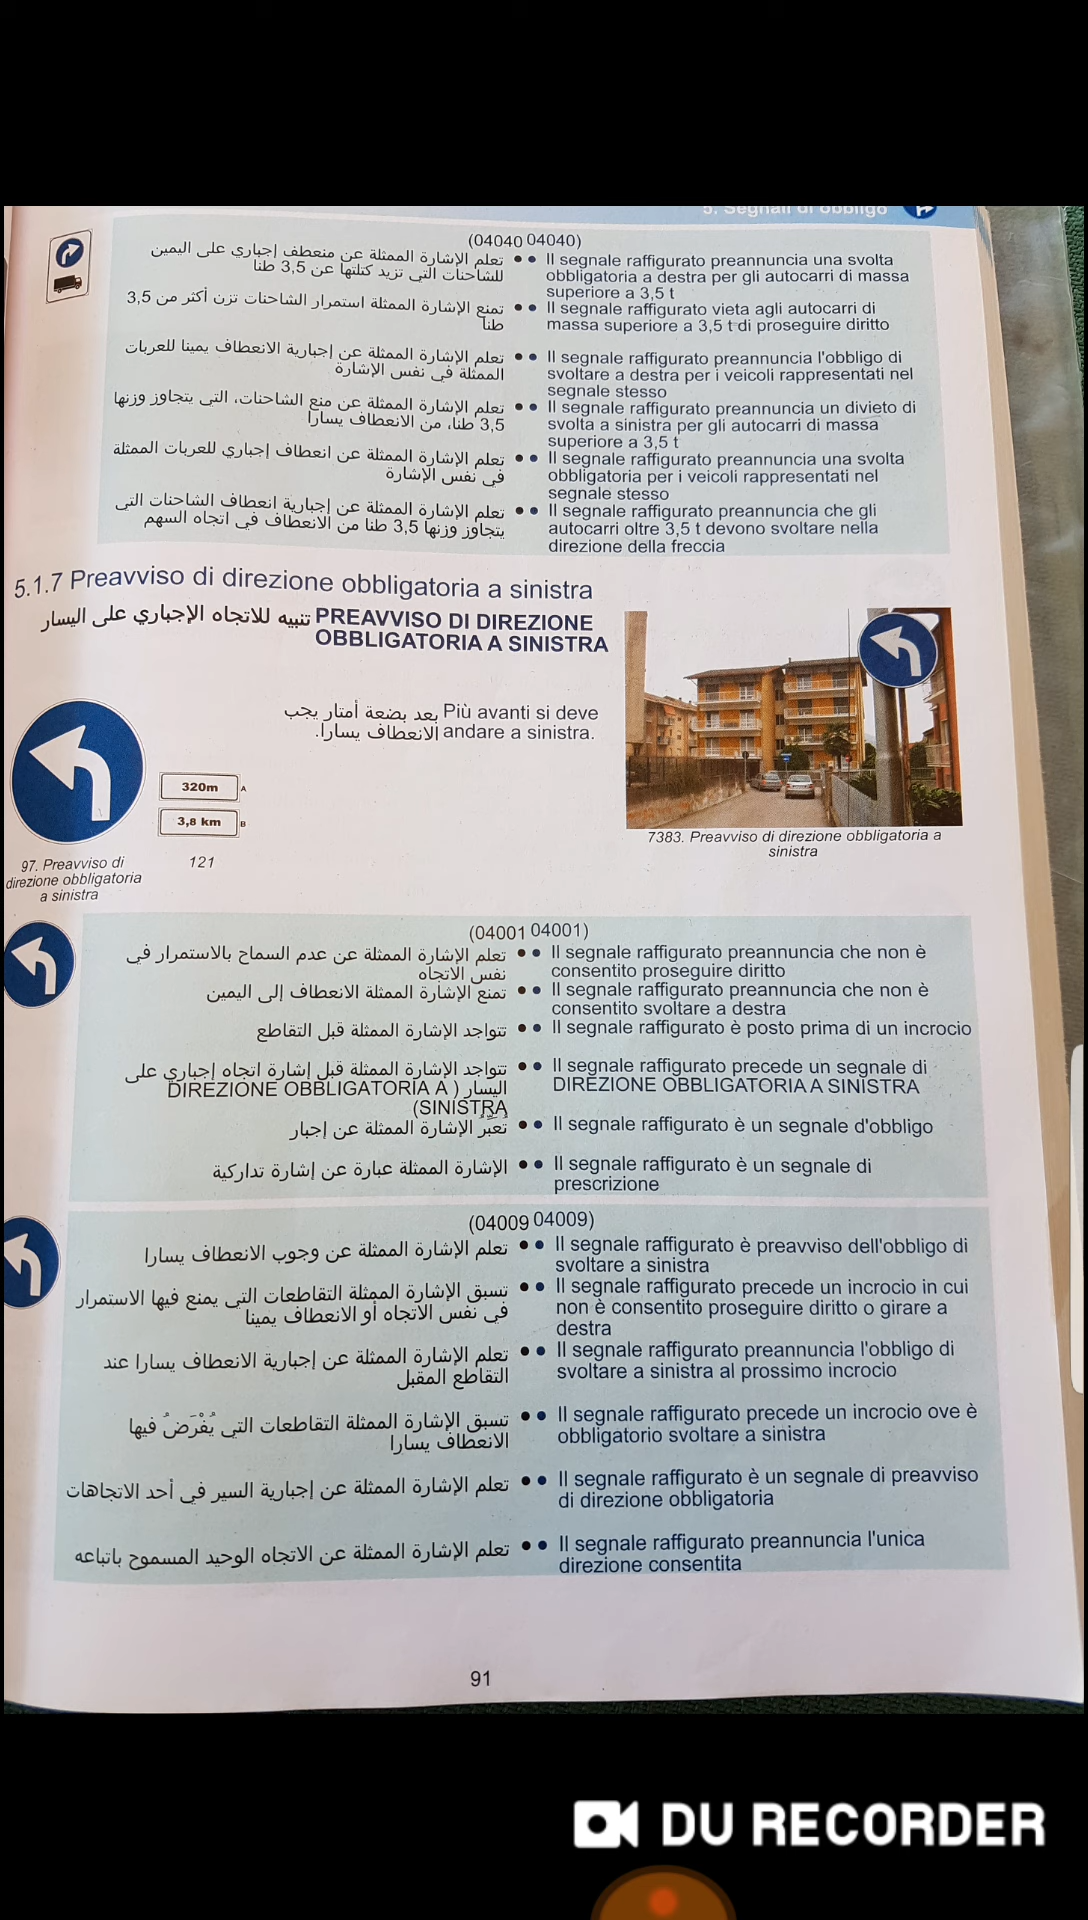 5. Segnali di obbligo
(04040 04040)
تعلم الإشارة الممثلة عن منعطف إجباري على اليمين
للشاحنات التي تزيد كتلتها عن 3,5 طنا
Il segnale raffigurato preannuncia una svolta
obbligatoria a destra per gli autocarri di massa
superiore a 3,5 t
تمنع الإشارة الممثلة استمرار الشاحنات تزن أكثر من 3,5
طنا
Il segnale raffigurato vieta agli autocarri di
massa superiore a 3,5 t di proseguire diritto
تعلم الإشارة الممثلة عن إجبارية الانعطاف يمينا للعربات
الممثلة في نفس الإشارة
Il segnale raffigurato preannuncia l'obbligo di
svoltare a destra per i veicoli rappresentati nel
segnale stesso
تعلم الإشارة الممثلة عن منع الشاحنات، التي يتجاوز وزنها
3,5 طنا، من الانعطاف يسارا
Il segnale raffigurato preannuncia un divieto di
svolta a sinistra per gli autocarri di massa
superiore a 3,5 t
تعلم الإشارة الممثلة عن انعطاف إجباري للعربات الممثلة
في نفس الإشارة
Il segnale raffigurato preannuncia una svolta
obbligatoria per i veicoli rappresentati nel
segnale stesso
تعلم الإشارة الممثلة عن إجبارية انعطاف الشاحنات التي
يتجاوز وزنها 3,5 طنا من الانعطاف في اتجاه السهم
Il segnale raffigurato preannuncia che gli
autocarri oltre 3,5 t devono svoltare nella
direzione della freccia
5.1.7 Preavviso di direzione obbligatoria a sinistra
تنبيه للاتجاه الإجباري على اليسار
PREAVVISO DI DIREZIONE
OBBLIGATORIA A SINISTRA
بعد بضعة أمتار يجب
الانعطاف يسارا.
Più avanti si deve
andare a sinistra.
320m A
3,8 km B
121
97. Preavviso di
direzione obbligatoria
a sinistra
7383. Preavviso di direzione obbligatoria a
sinistra
(04001 04001)
تعلم الإشارة الممثلة عن عدم السماح بالاستمرار في
نفس الاتجاه
Il segnale raffigurato preannuncia che non è
consentito proseguire diritto
تمنع الإشارة الممثلة الانعطاف إلى اليمين
Il segnale raffigurato preannuncia che non è
consentito svoltare a destra
تتواجد الإشارة الممثلة قبل التقاطع
Il segnale raffigurato è posto prima di un incrocio
تتواجد الإشارة الممثلة قبل إشارة اتجاه إجباري على
اليسار ( DIREZIONE OBBLIGATORIA A
SINISTRA)
Il segnale raffigurato precede un segnale di
DIREZIONE OBBLIGATORIA A SINISTRA
تُعَبِّرُ الإشارة الممثلة عن إجبار
Il segnale raffigurato è un segnale d'obbligo
الإشارة الممثلة عبارة عن إشارة تداركية
Il segnale raffigurato è un segnale di
prescrizione
(04009 04009)
تعلم الإشارة الممثلة عن وجوب الانعطاف يسارا
Il segnale raffigurato è preavviso dell'obbligo di
svoltare a sinistra
تسبق الإشارة الممثلة التقاطعات التي يمنع فيها الاستمرار
في نفس الاتجاه أو الانعطاف يمينا
Il segnale raffigurato precede un incrocio in cui
non è consentito proseguire diritto o girare a
destra
تعلم الإشارة الممثلة عن إجبارية الانعطاف يسارا عند
التقاطع المقبل
Il segnale raffigurato preannuncia l'obbligo di
svoltare a sinistra al prossimo incrocio
تسبق الإشارة الممثلة التقاطعات التي يُفْرَضُ فيها
الانعطاف يسارا
Il segnale raffigurato precede un incrocio ove è
obbligatorio svoltare a sinistra
تعلم الإشارة الممثلة عن إجبارية السير في أحد الاتجاهات
Il segnale raffigurato è un segnale di preavviso
di direzione obbligatoria
تعلم الإشارة الممثلة عن الاتجاه الوحيد المسموح باتباعه
Il segnale raffigurato preannuncia l'unica
direzione consentita
91
DU RECORDER